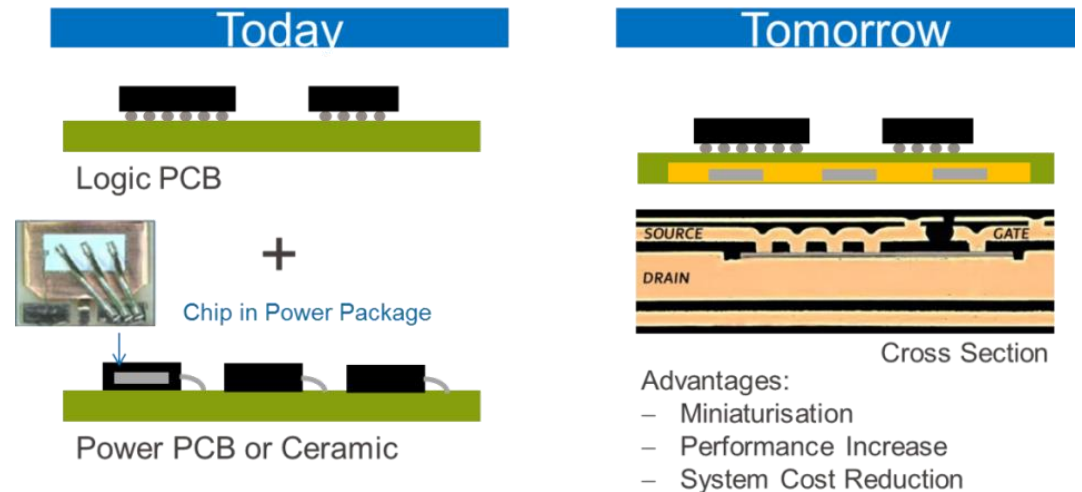 Today
Logic PCB
+
Chip in Power Package
Power PCB or Ceramic
Tomorrow
SOURCE
GATE
DRAIN
Cross Section
Advantages:
– Miniaturisation
– Performance Increase
– System Cost Reduction